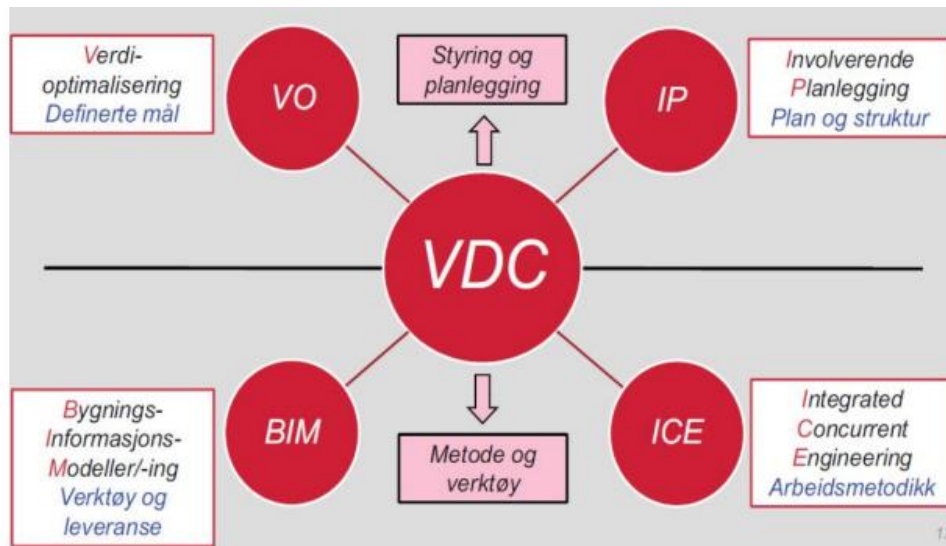 Verdi-
optimalisering
Definerte mål
VO
Styring og
planlegging
IP
Involverende
Planlegging
Plan og struktur
VDC
Bygnings-
Informasjons-
Modeller/-ing
Verktøy og
leveranse
BIM
Metode og
verktøy
ICE
Integrated
Concurrent
Engineering
Arbeidsmetodikk